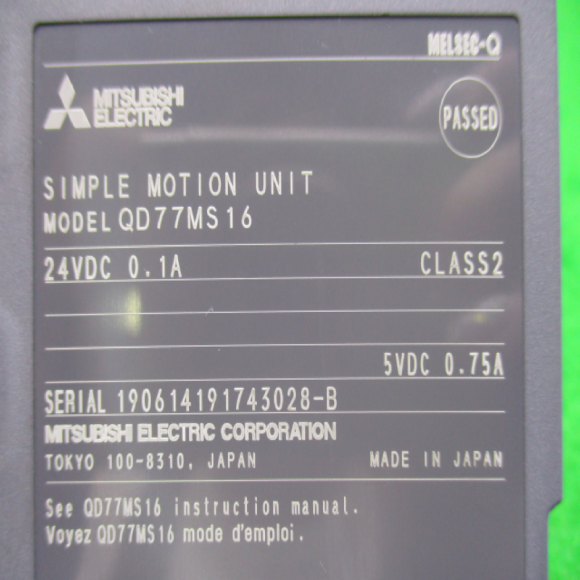 MELSEC-Q
MITSUBISHI
ELECTRIC
PASSED
SIMPLE MOTION UNIT
MODEL QD77MS16
24VDC 0.1A CLASS2
5VDC 0.75A
SERIAL 190614191743028-B
MITSUBISHI ELECTRIC CORPORATION
TOKYO 100-8310, JAPAN MADE IN JAPAN
See QD77MS16 instruction manual.
Voyez QD77MS16 mode d'emploi.